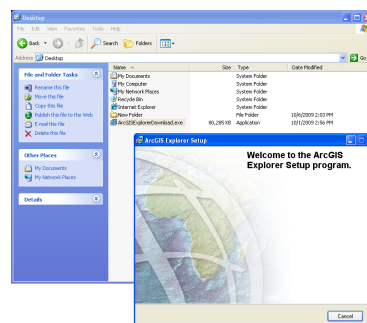 Desktop
File Edit View Favorites Tools Help
Back Search Folders
Address Desktop Go
Name Size Type Date Modified
File and Folder Tasks
Rename this file
Move this file
Copy this file
Publish this file to the Web
E-mail this file
Delete this file
Other Places
My Documents
My Network Places
Details
My Documents System Folder
My Computer System Folder
My Network Places System Folder
Recycle Bin System Folder
Internet Explorer System Folder
New Folder File Folder 10/6/2009 2:03 PM
ArcGISExplorerDownload.exe 80,285 KB Application 10/1/2009 2:56 PM
ArcGIS Explorer Setup
Welcome to the ArcGIS
Explorer Setup program.
Cancel